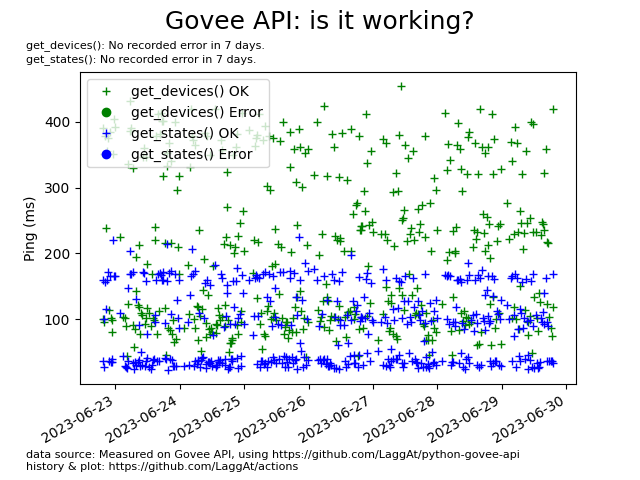 Govee API: is it working?
get_devices(): No recorded error in 7 days.
get_states(): No recorded error in 7 days.
get_devices() OK
get_devices() Error
get_states() OK
get_states() Error
Ping (ms)
400
300
200
100
2023-06-23
2023-06-24
2023-06-25
2023-06-26
2023-06-27
2023-06-28
2023-06-29
2023-06-30
data source: Measured on Govee API, using https://github.com/LaggAt/python-govee-api
history & plot: https://github.com/LaggAt/actions